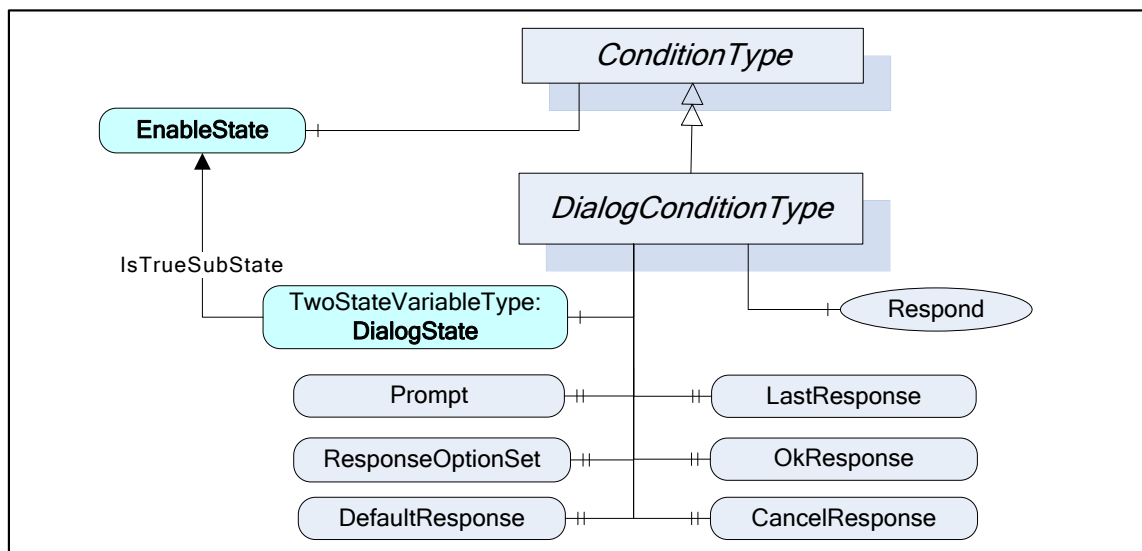 ConditionType
EnableState
DialogConditionType
IsTrueSubState
TwoStateVariableType:
DialogState
Respond
Prompt
LastResponse
ResponseOptionSet
OkResponse
DefaultResponse
CancelResponse